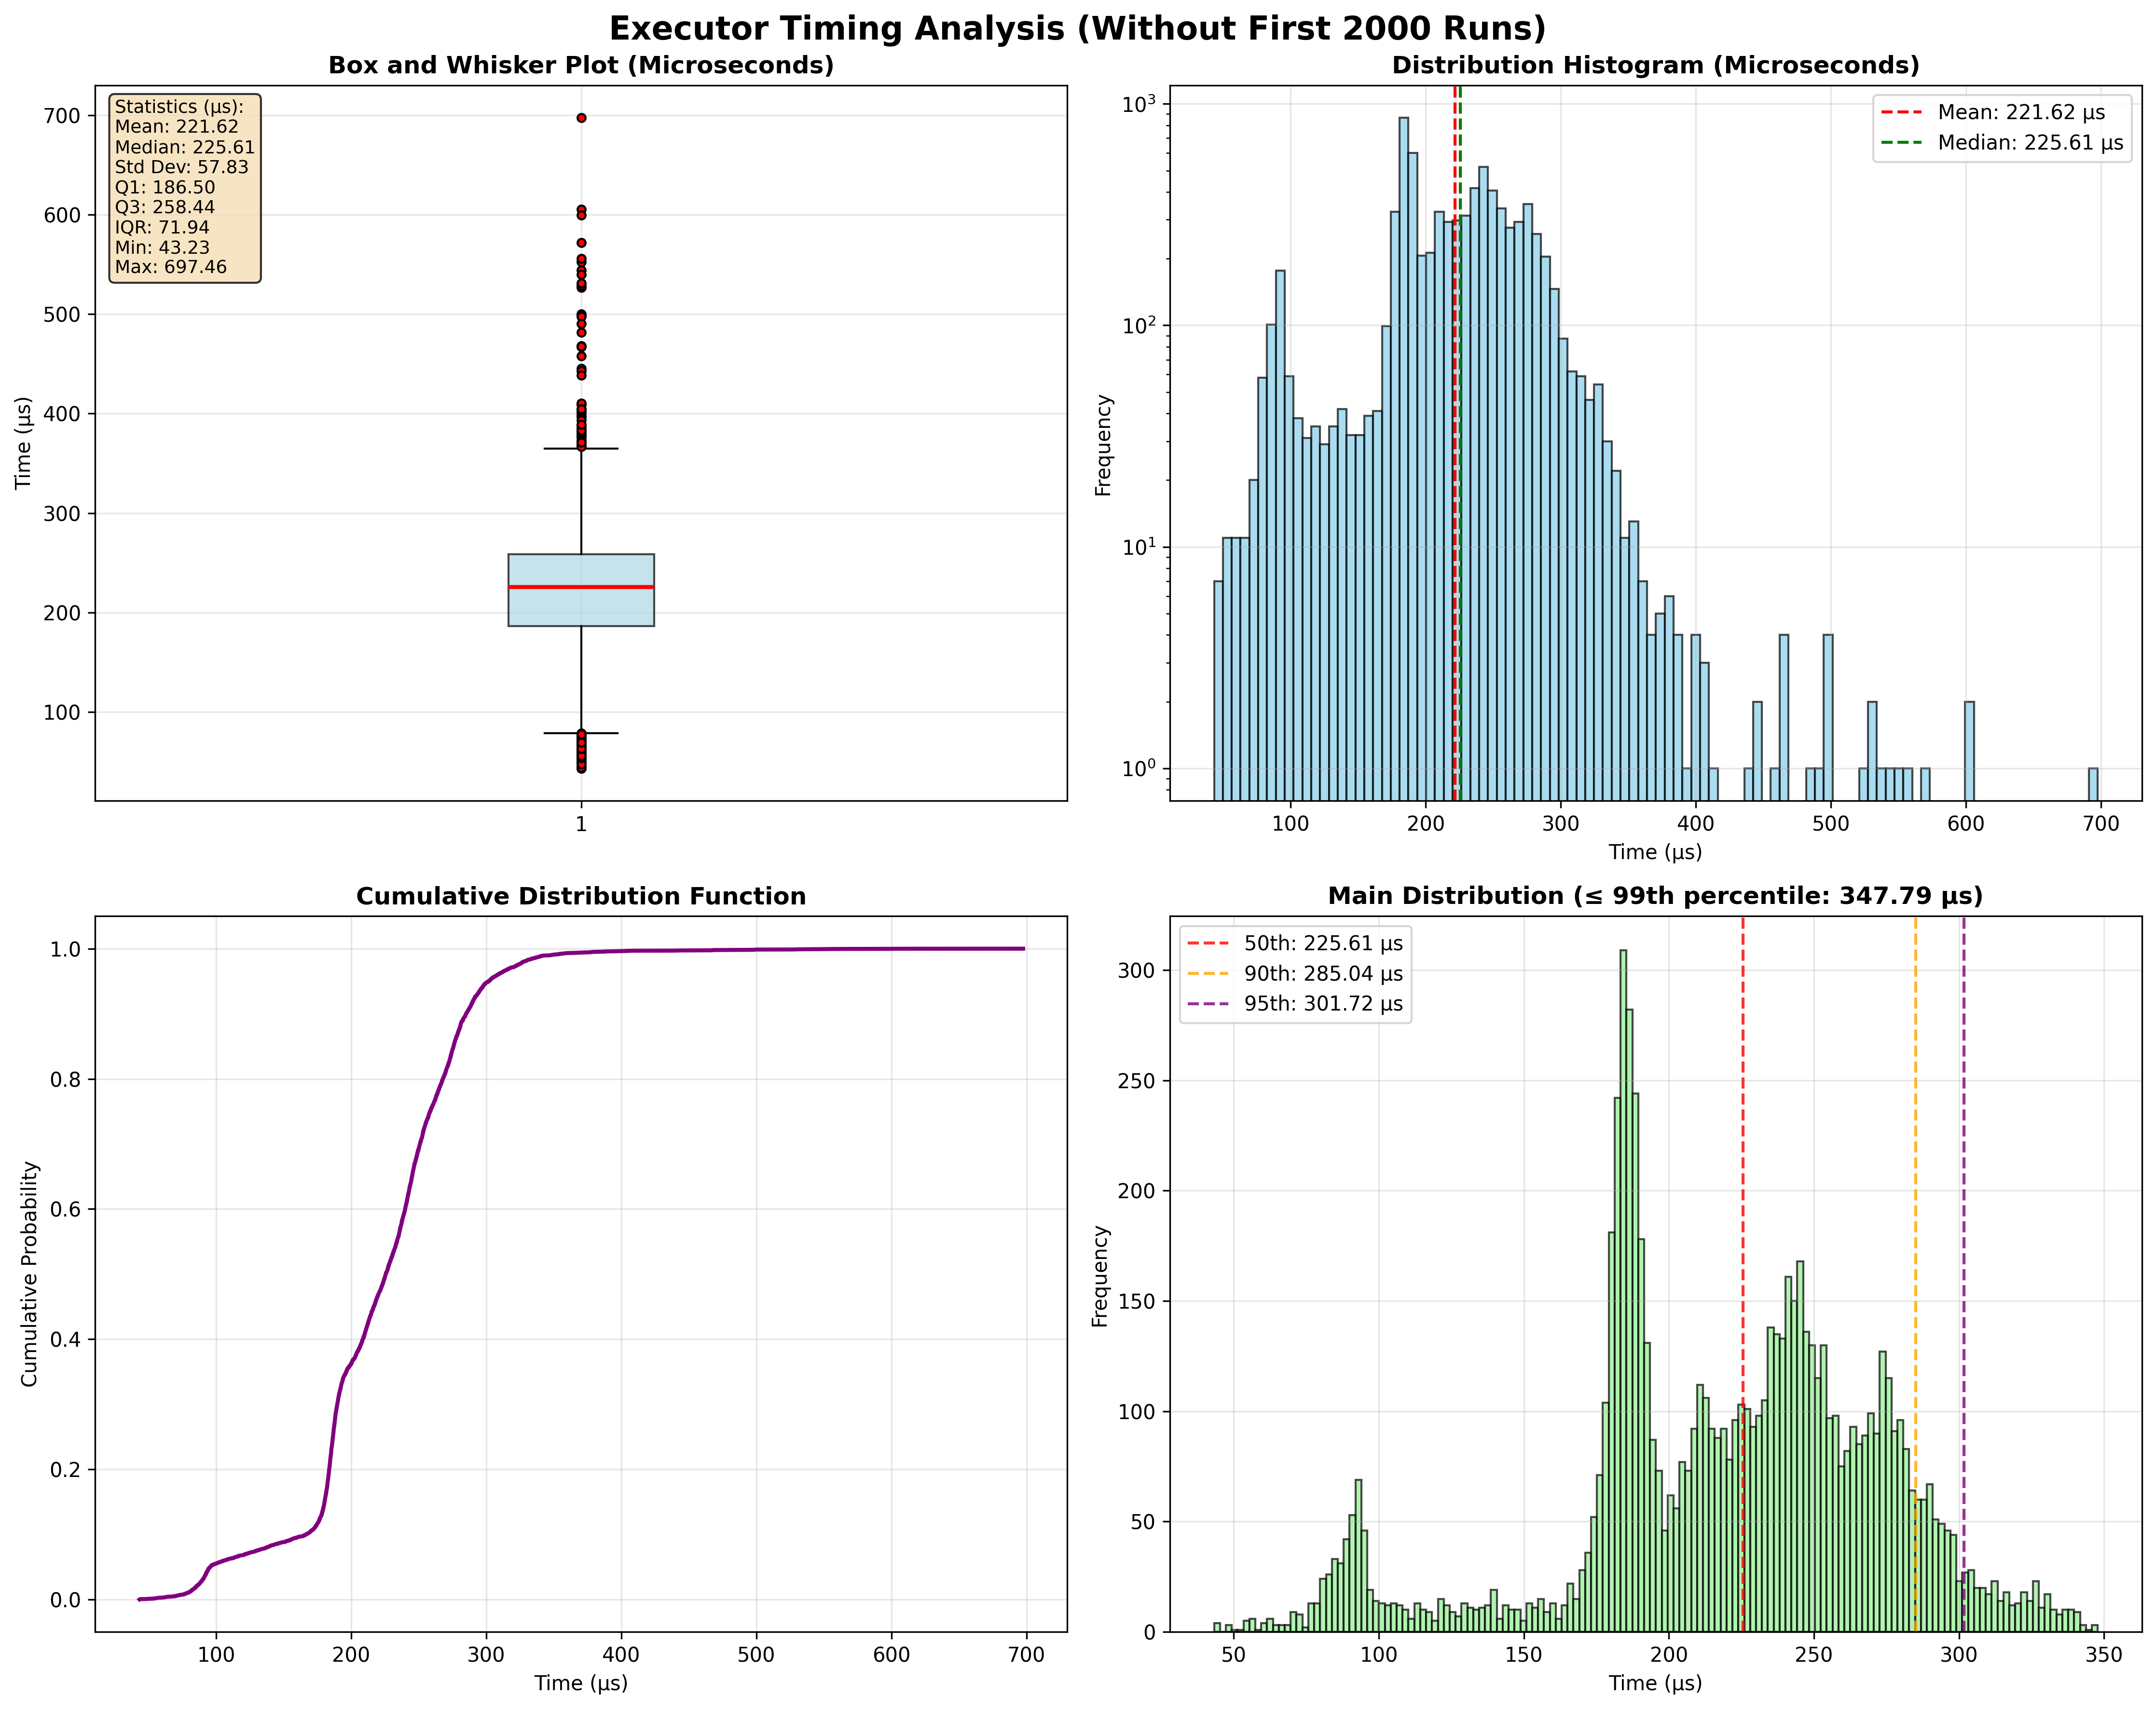 Executor Timing Analysis (Without First 2000 Runs)
Box and Whisker Plot (Microseconds)
Time (µs)
700
600
500
400
300
200
100
1
Statistics (µs):
Mean: 221.62
Median: 225.61
Std Dev: 57.83
Q1: 186.50
Q3: 258.44
IQR: 71.94
Min: 43.23
Max: 697.46
Distribution Histogram (Microseconds)
Frequency
10³
10²
10¹
10⁰
100 200 300 400 500 600 700
Time (µs)
Mean: 221.62 µs
Median: 225.61 µs
Cumulative Distribution Function
Cumulative Probability
1.0
0.8
0.6
0.4
0.2
0.0
100 200 300 400 500 600 700
Time (µs)
Main Distribution (≤ 99th percentile: 347.79 µs)
Frequency
300
250
200
150
100
50
0
50 100 150 200 250 300 350
Time (µs)
50th: 225.61 µs
90th: 285.04 µs
95th: 301.72 µs